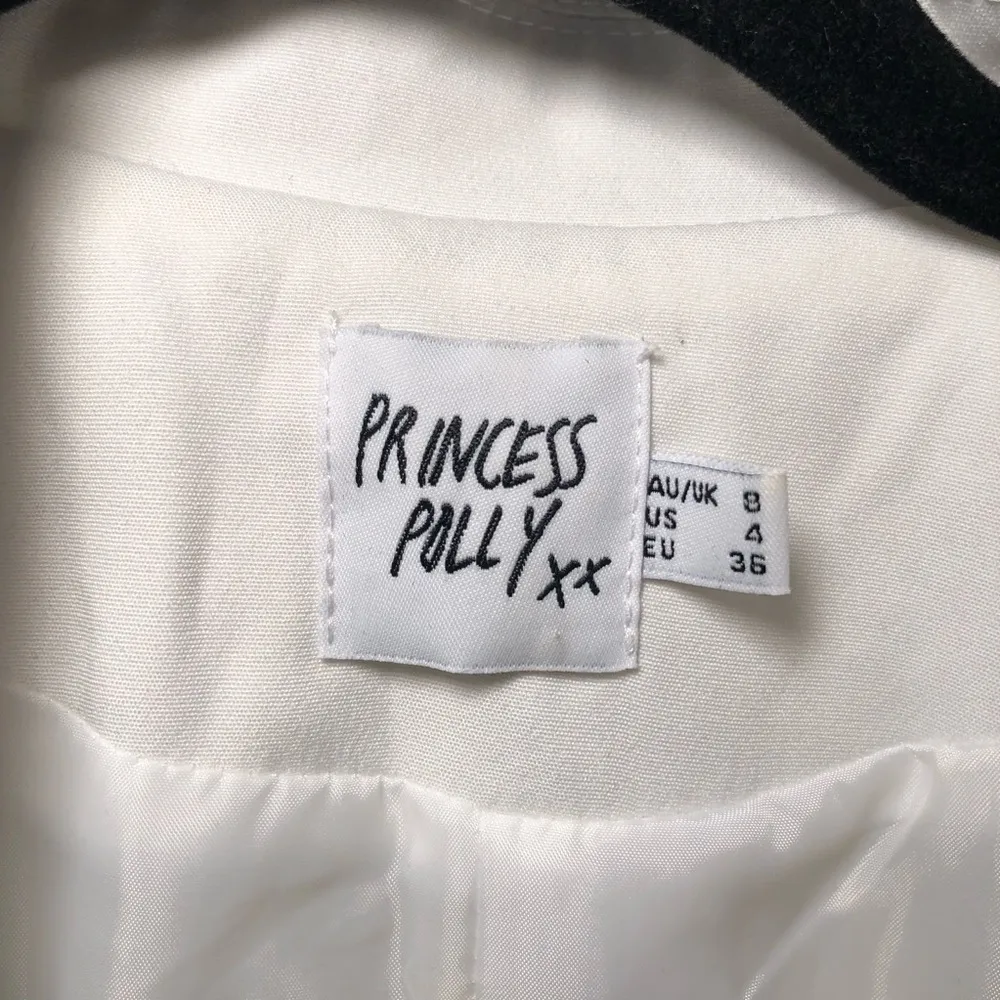 PRINCESS
POLLY xx
AU/UK 8
US 4
EU 36